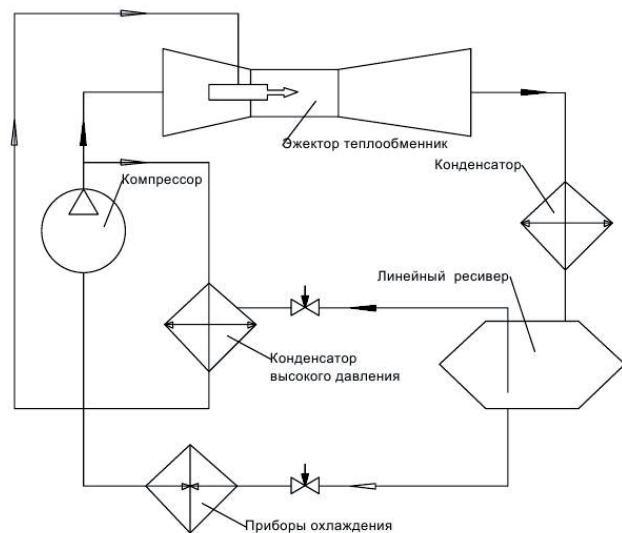 Эжектор теплообменник
Конденсатор
Компрессор
Линейный ресивер
Конденсатор
высокого давления
Приборы охлаждения